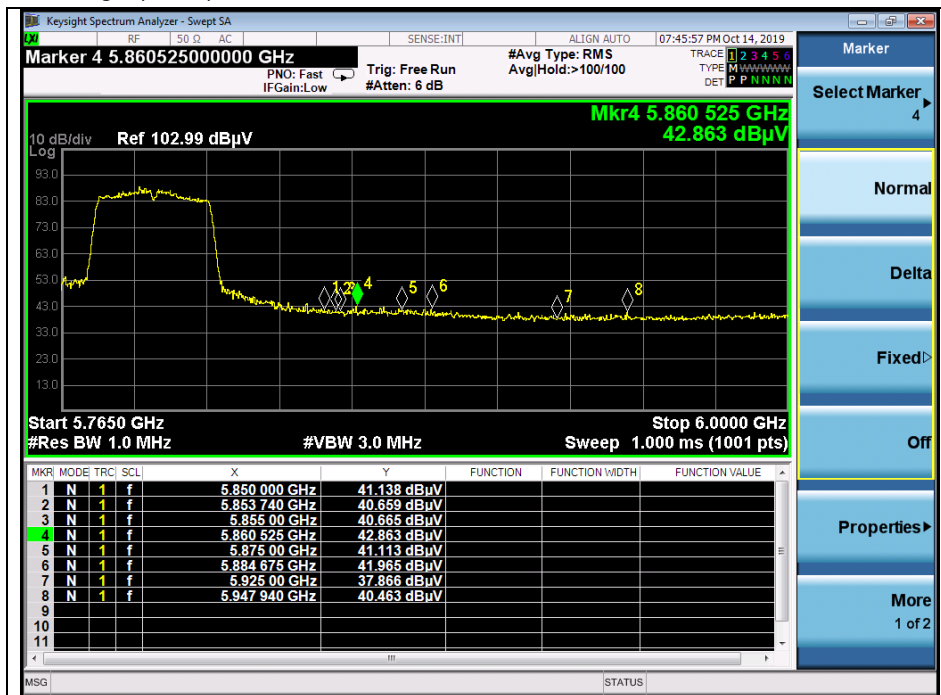 Keysight Spectrum Analyzer - Swept SA
LXI RF 50 Ω AC SENSE:INT ALIGN AUTO 07:45:57 PM Oct 14, 2019
Marker 4 5.860525000000 GHz
PNO: Fast
IFGain:Low
Trig: Free Run
#Atten: 6 dB
#Avg Type: RMS
Avg|Hold:>100/100
TRACE 1 2 3 4 5 6
TYPE M WWWWW
DET P P N N N N
Mkr4 5.860 525 GHz
42.863 dBµV
10 dB/div Ref 102.99 dBµV
Log
93.0
83.0
73.0
63.0
53.0
43.0
33.0
23.0
13.0
1 2 3 4 5 6 7 8
Start 5.7650 GHz Stop 6.0000 GHz
#Res BW 1.0 MHz #VBW 3.0 MHz Sweep 1.000 ms (1001 pts)
MKR MODE TRC SCL X Y FUNCTION FUNCTION WIDTH FUNCTION VALUE
1 N 1 f 5.850 000 GHz 41.138 dBµV
2 N 1 f 5.853 740 GHz 40.659 dBµV
3 N 1 f 5.855 00 GHz 40.665 dBµV
4 N 1 f 5.860 525 GHz 42.863 dBµV
5 N 1 f 5.875 00 GHz 41.113 dBµV
6 N 1 f 5.884 675 GHz 41.965 dBµV
7 N 1 f 5.925 00 GHz 37.866 dBµV
8 N 1 f 5.947 940 GHz 40.463 dBµV
9
10
11
MSG STATUS
Marker
Select Marker
4
Normal
Delta
Fixed
Off
Properties
More
1 of 2